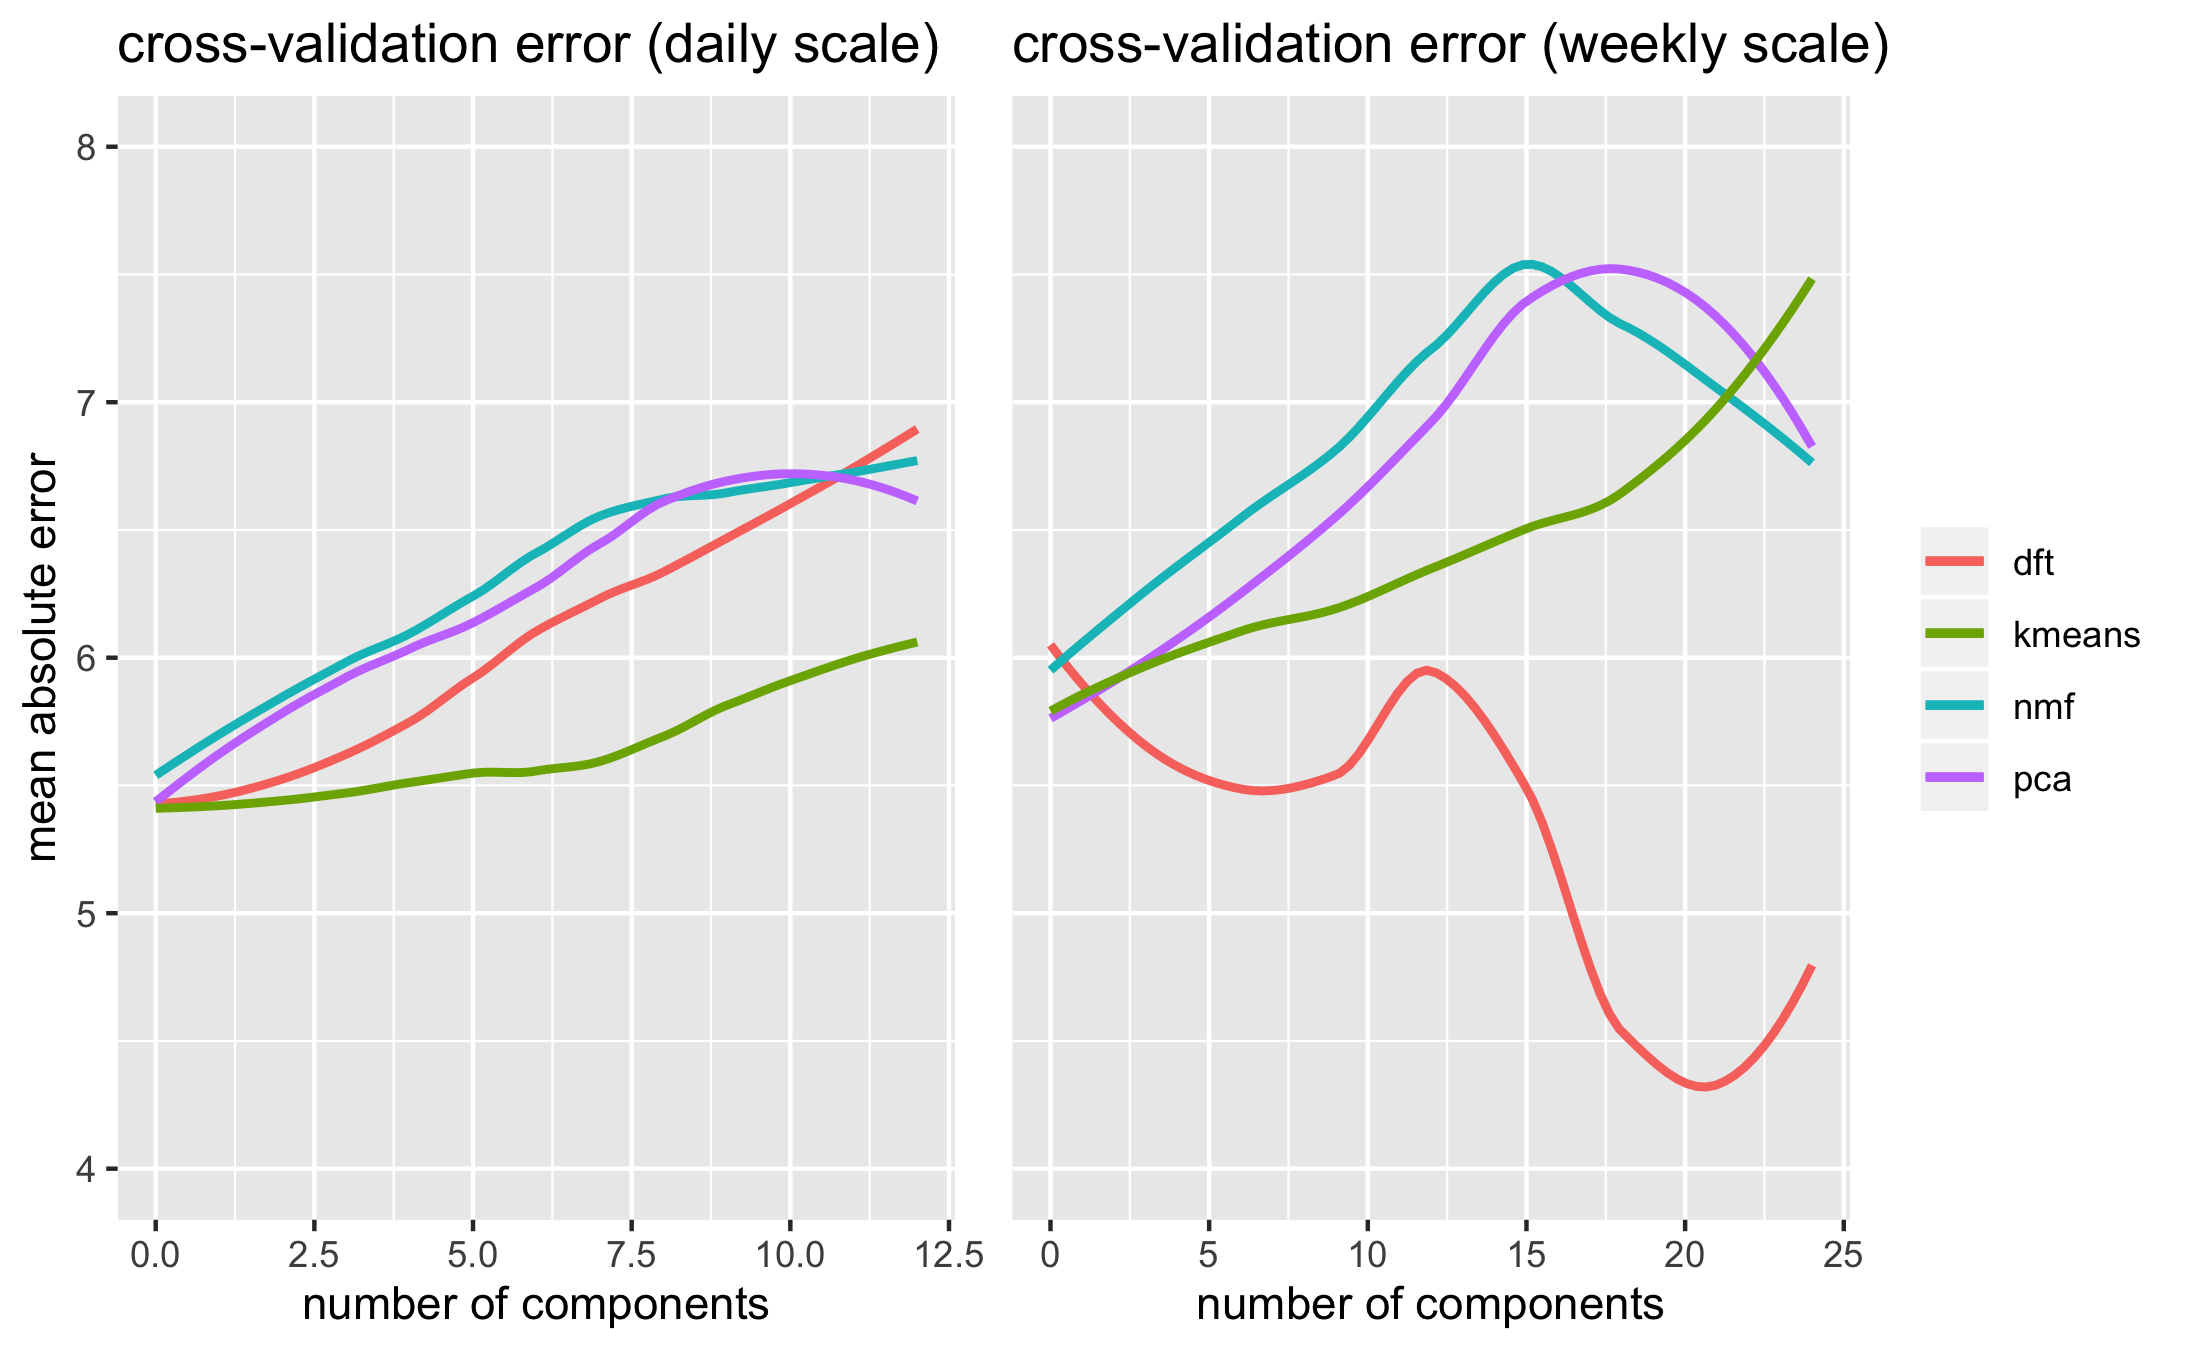 cross-validation error (daily scale)
cross-validation error (weekly scale)
mean absolute error
8
7
6
5
4
0.0 2.5 5.0 7.5 10.0 12.5
0 5 10 15 20 25
number of components
number of components
dft
kmeans
nmf
pca